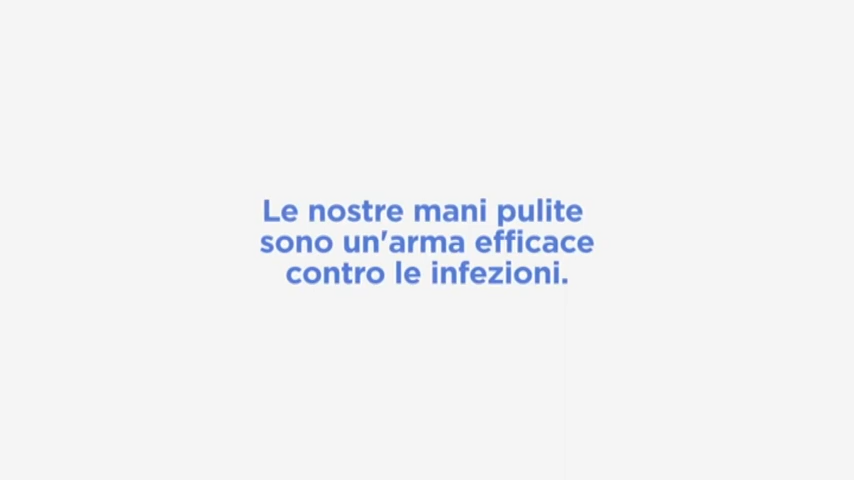 Le nostre mani pulite
sono un'arma efficace
contro le infezioni.